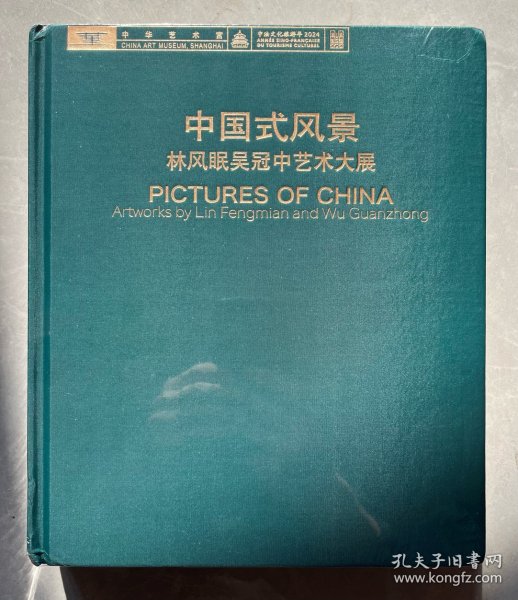 中华艺术宫
CHINA ART MUSEUM, SHANGHAI
中法文化旅游年 2024
ANNÉE SINO-FRANÇAISE
DU TOURISME CULTUREL
中国式风景
林风眠吴冠中艺术大展
PICTURES OF CHINA
Artworks by Lin Fengmian and Wu Guanzhong
孔夫子旧书网
www.kongfz.com